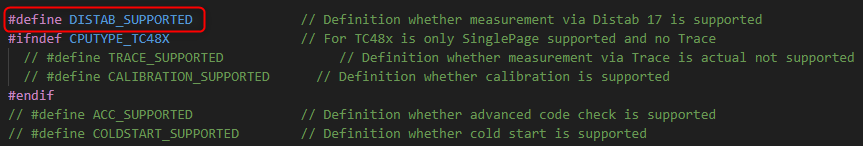 #define DISTAB_SUPPORTED // Definition whether measurement via Distab 17 is supported
#ifndef CPUTYPE_TC48X // For TC48x is only SinglePage supported and no Trace
// #define TRACE_SUPPORTED // Definition whether measurement via Trace is actual not supported
// #define CALIBRATION_SUPPORTED // Definition whether calibration is supported
#endif
// #define ACC_SUPPORTED // Definition whether advanced code check is supported
// #define COLDSTART_SUPPORTED // Definition whether cold start is supported